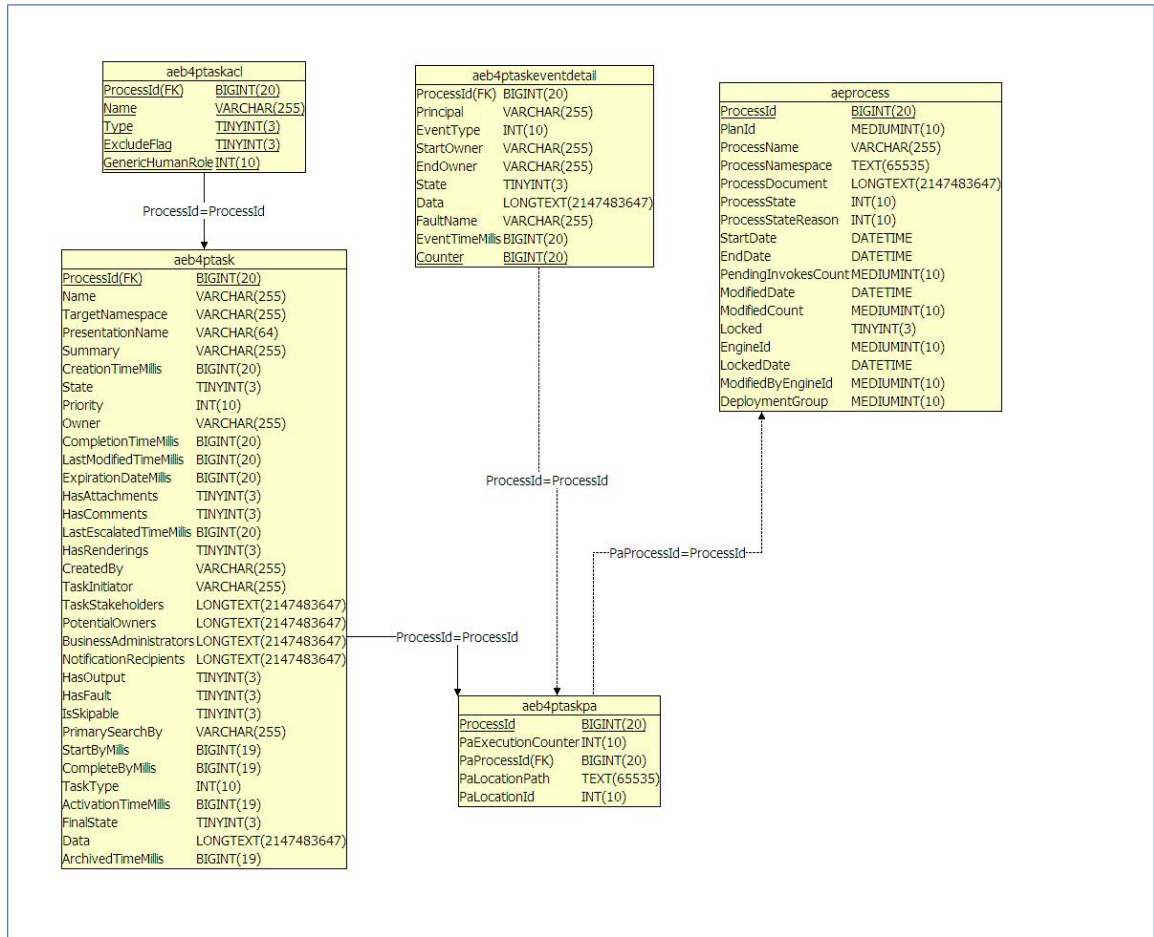 aeb4ptaskacl
ProcessId(FK) BIGINT(20)
Name VARCHAR(255)
Type TINYINT(3)
ExcludeFlag TINYINT(3)
GenericHumanRole INT(10)
ProcessId=ProcessId
aeb4ptask
ProcessId(FK) BIGINT(20)
Name VARCHAR(255)
TargetNamespace VARCHAR(255)
PresentationName VARCHAR(64)
Summary VARCHAR(255)
CreationTimeMillis BIGINT(20)
State TINYINT(3)
Priority INT(10)
Owner VARCHAR(255)
CompletionTimeMillis BIGINT(20)
LastModifiedTimeMillis BIGINT(20)
ExpirationDateMillis BIGINT(20)
HasAttachments TINYINT(3)
HasComments TINYINT(3)
LastEscalatedTimeMillis BIGINT(20)
HasRenderings TINYINT(3)
CreatedBy VARCHAR(255)
TaskInitiator VARCHAR(255)
TaskStakeholders LONGTEXT(2147483647)
PotentialOwners LONGTEXT(2147483647)
BusinessAdministrators LONGTEXT(2147483647)
NotificationRecipients LONGTEXT(2147483647)
HasOutput TINYINT(3)
HasFault TINYINT(3)
IsSkipable TINYINT(3)
PrimarySearchBy VARCHAR(255)
StartByMillis BIGINT(19)
CompleteByMillis BIGINT(19)
TaskType INT(10)
ActivationTimeMillis BIGINT(19)
FinalState TINYINT(3)
Data LONGTEXT(2147483647)
ArchivedTimeMillis BIGINT(19)
aeb4ptaskeventdetail
ProcessId(FK) BIGINT(20)
Principal VARCHAR(255)
EventType INT(10)
StartOwner VARCHAR(255)
EndOwner VARCHAR(255)
State TINYINT(3)
Data LONGTEXT(2147483647)
FaultName VARCHAR(255)
EventTimeMillis BIGINT(20)
Counter BIGINT(20)
ProcessId=ProcessId
ProcessId=ProcessId
aeb4ptaskpa
ProcessId BIGINT(20)
PaExecutionCounter INT(10)
PaProcessId(FK) BIGINT(20)
PaLocationPath TEXT(65535)
PaLocationId INT(10)
aeprocess
ProcessId BIGINT(20)
PlanId MEDIUMINT(10)
ProcessName VARCHAR(255)
ProcessNamespace TEXT(65535)
ProcessDocument LONGTEXT(2147483647)
ProcessState INT(10)
ProcessStateReason INT(10)
StartDate DATETIME
EndDate DATETIME
PendingInvokesCount MEDIUMINT(10)
ModifiedDate DATETIME
ModifiedCount MEDIUMINT(10)
Locked TINYINT(3)
EngineId MEDIUMINT(10)
LockedDate DATETIME
ModifiedByEngineId MEDIUMINT(10)
DeploymentGroup MEDIUMINT(10)
PaProcessId=ProcessId